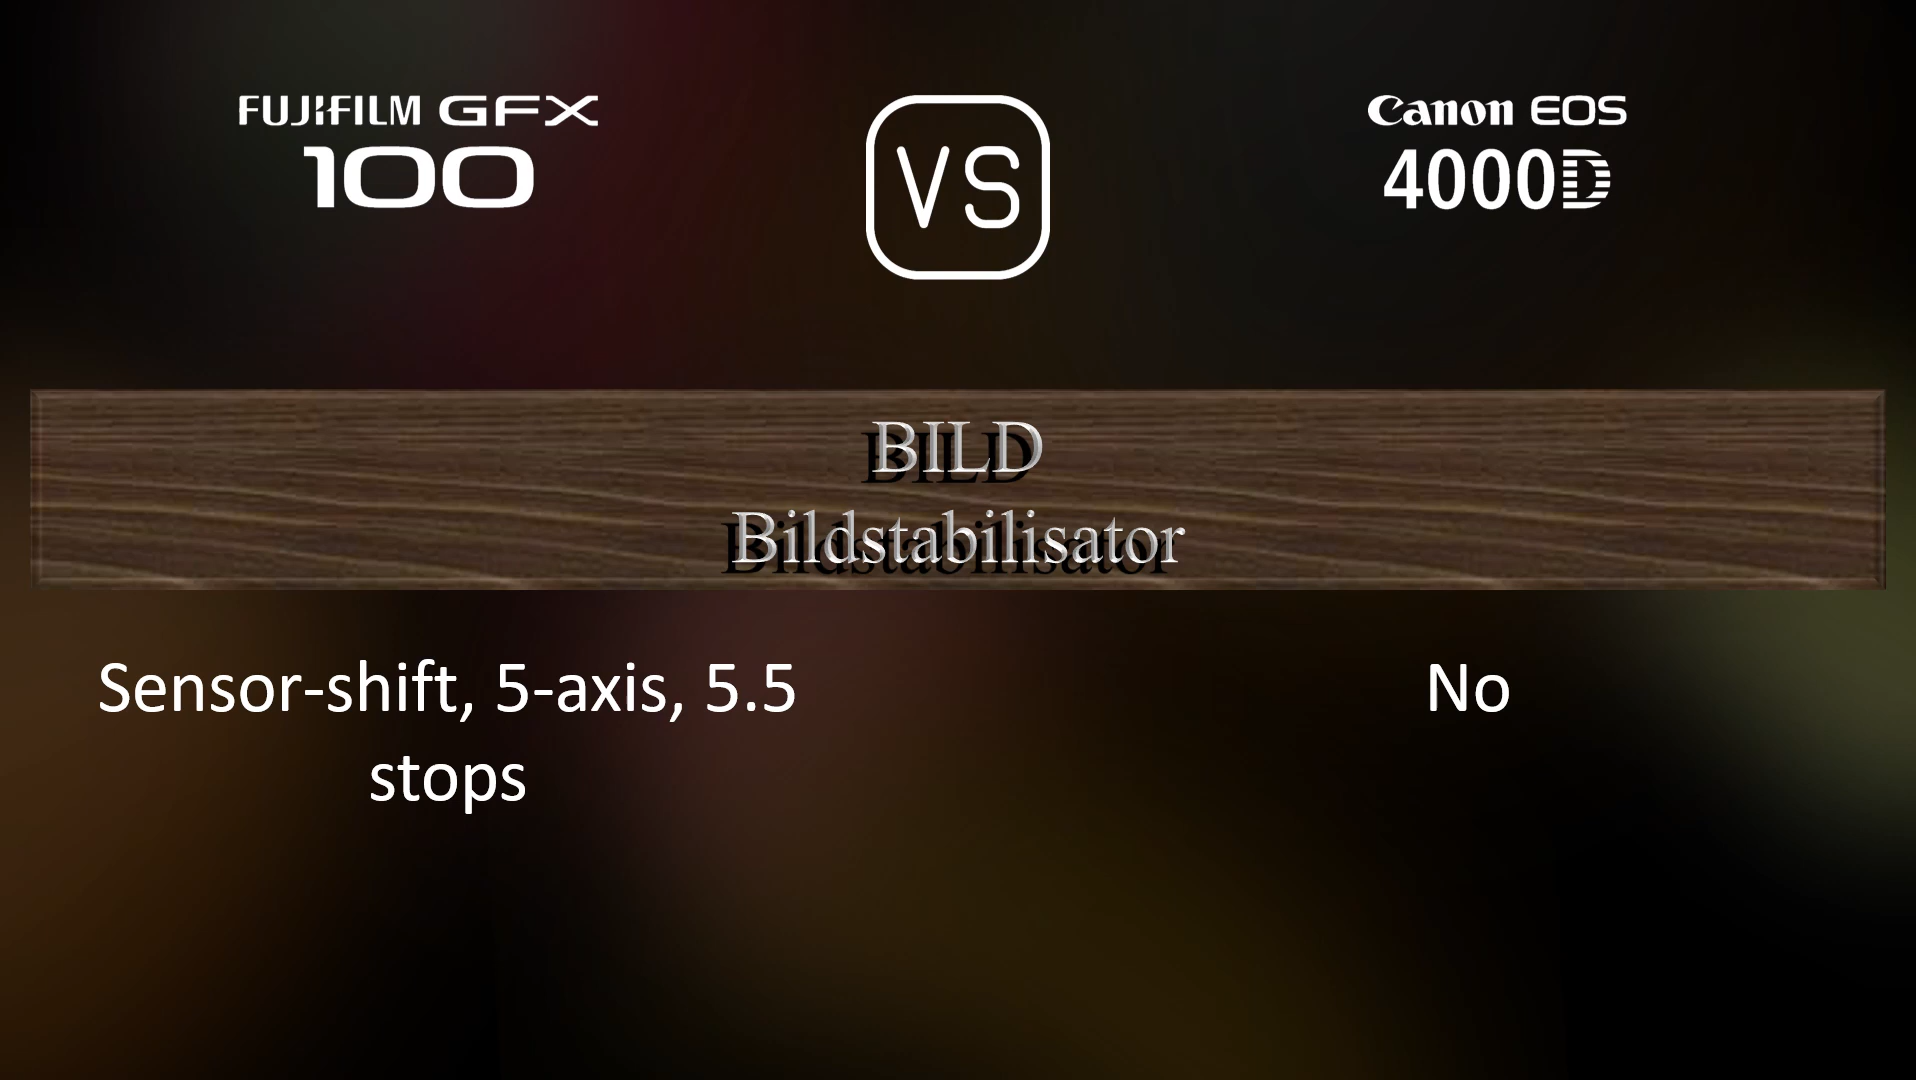 FUJIFILM GFX
100
VS
Canon EOS
4000D
BILD
Bildstabilisator
Sensor-shift, 5-axis, 5.5
stops
No